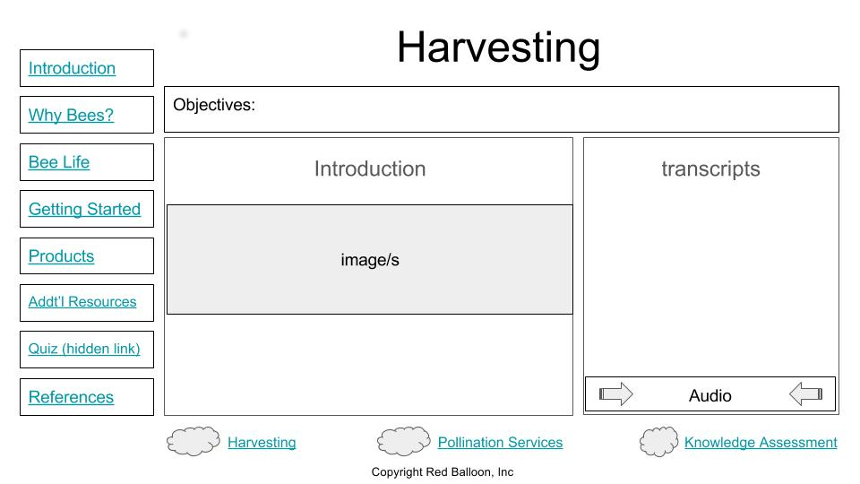 Harvesting
Introduction
Why Bees?
Bee Life
Getting Started
Products
Addt'l Resources
Quiz (hidden link)
References
Objectives:
Introduction
image/s
transcripts
Audio
Harvesting
Pollination Services
Knowledge Assessment
Copyright Red Balloon, Inc